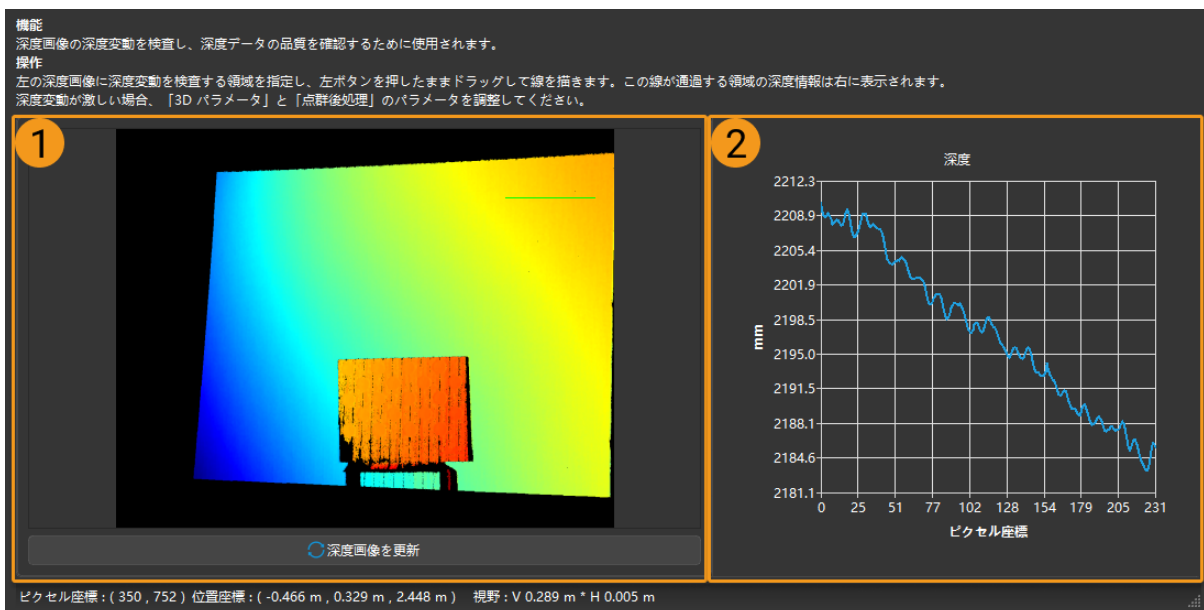 機能
深度画像の深度変動を検査し、深度データの品質を確認するために使用されます。
操作
左の深度画像に深度変動を検査する領域を指定し、左ボタンを押したままドラッグして線を描きます。この線が通過する領域の深度情報は右に表示されます。
深度変動が激しい場合、「3D パラメータ」と「点群後処理」のパラメータを調整してください。
1
2
深度
2212.3
2208.9
2205.4
2201.9
2198.5
2195.0
2191.5
2188.1
2184.6
2181.1
mm
0 25 51 77 102 128 154 179 205 231
ピクセル座標
深度画像を更新
ピクセル座標 : ( 350 , 752 ) 位置座標 : ( -0.466 m , 0.329 m , 2.448 m ) 視野 : V 0.289 m * H 0.005 m